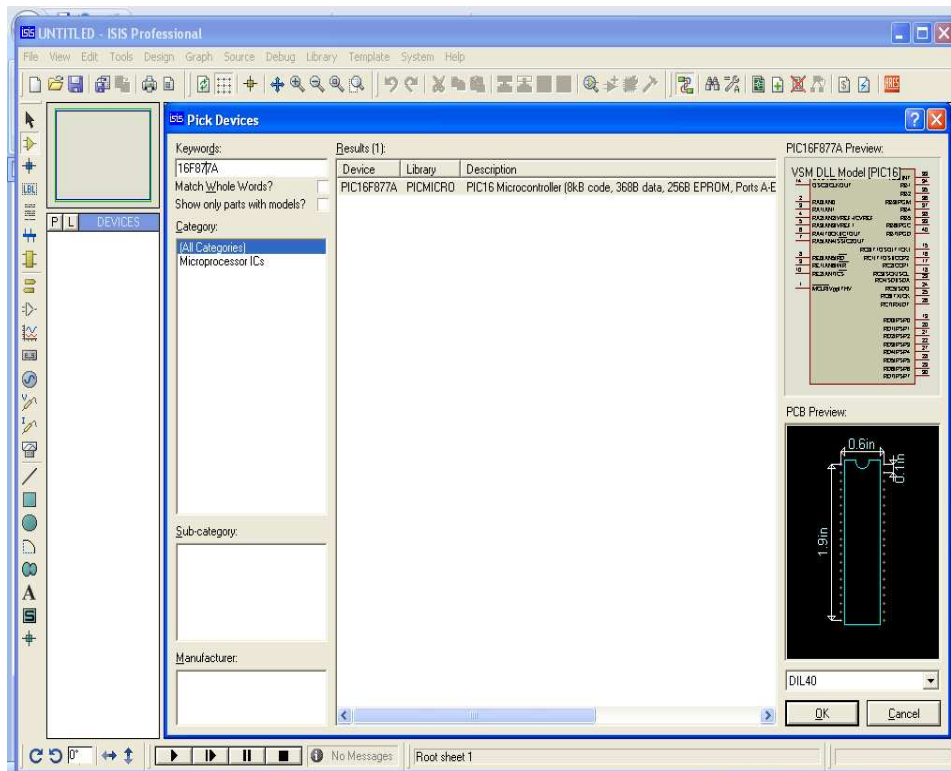 ISIS UNTITLED - ISIS Professional
File View Edit Tools Design Graph Source Debug Library Template System Help
ISIS Pick Devices
Keywords:
16F877A
Match Whole Words?
Show only parts with models?
Category:
(All Categories)
Microprocessor ICs
Sub-category:
Manufacturer:
Results (1):
Device Library Description
PIC16F877A PICMICRO PIC16 Microcontroller (8kB code, 368B data, 256B EPROM, Ports A-E
PIC16F877A Preview:
VSM DLL Model [PIC16]
PCB Preview:
0.6in
0.1in
1.9in
DIL40
OK Cancel
P L DEVICES
LBL
A
S
0°
No Messages
Root sheet 1